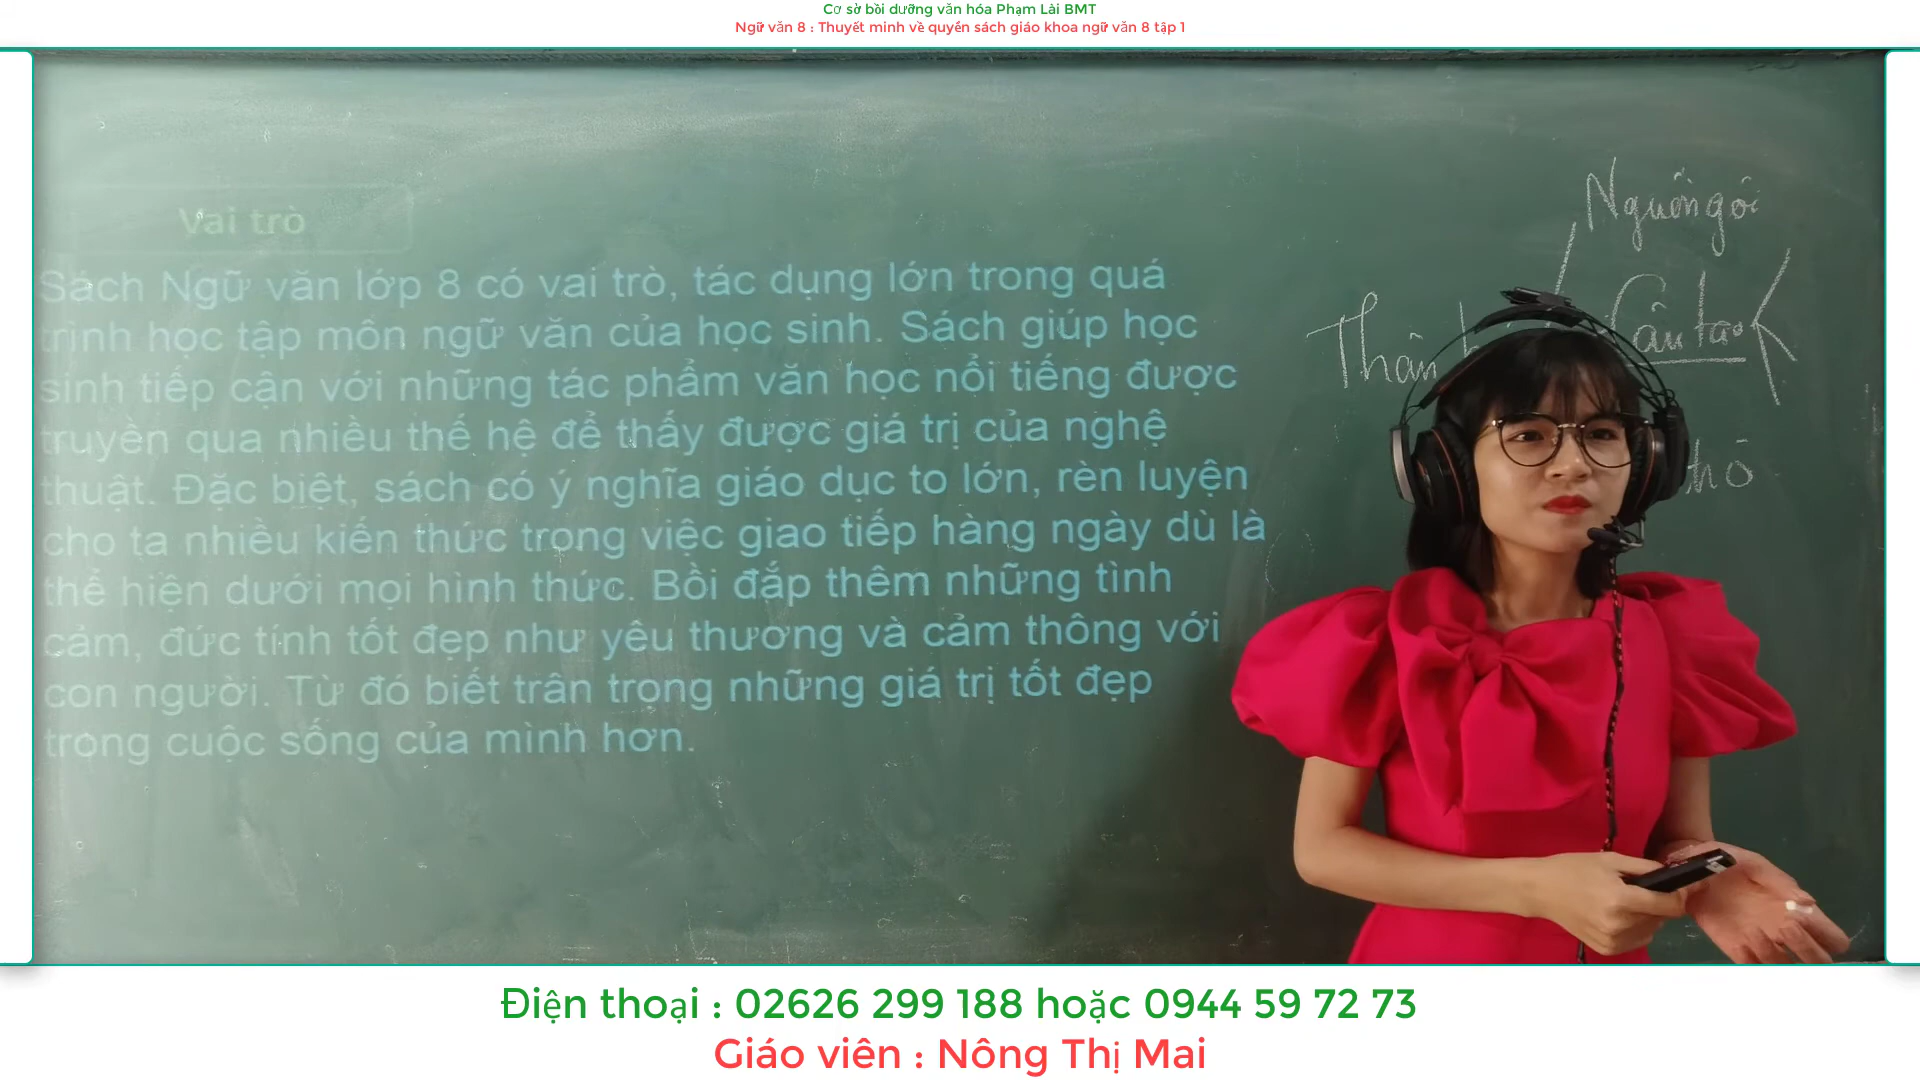 Cơ sở bồi dưỡng văn hóa Phạm Lài BMT
Ngữ văn 8 : Thuyết minh về quyển sách giáo khoa ngữ văn 8 tập 1
Vai trò
Sách Ngữ văn lớp 8 có vai trò, tác dụng lớn trong quá
trình học tập môn ngữ văn của học sinh. Sách giúp học
sinh tiếp cận với những tác phẩm văn học nổi tiếng được
truyền qua nhiều thế hệ để thấy được giá trị của nghệ
thuật. Đặc biệt, sách có ý nghĩa giáo dục to lớn, rèn luyện
cho ta nhiều kiến thức trong việc giao tiếp hàng ngày dù là
thể hiện dưới mọi hình thức. Bồi đắp thêm những tình
cảm, đức tính tốt đẹp như yêu thương và cảm thông với
con người. Từ đó biết trân trọng những giá trị tốt đẹp
trong cuộc sống của mình hơn.
Nguồn gôc
Thân
Cấu tạo
Điện thoại : 02626 299 188 hoặc 0944 59 72 73
Giáo viên : Nông Thị Mai